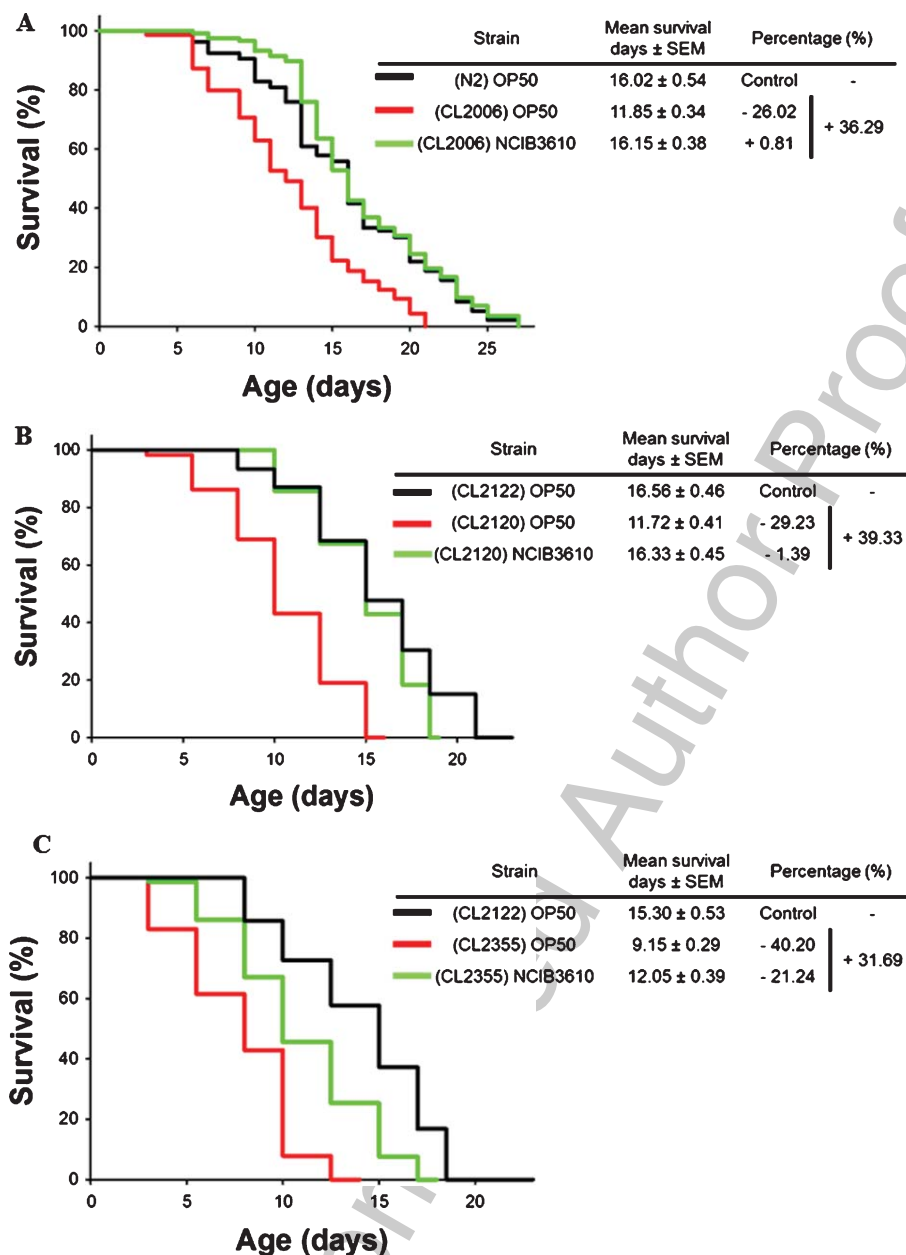 A
Survival (%)
100
80
60
40
20
0
0 5 10 15 20 25
Age (days)
Strain Mean survival days ± SEM Percentage (%)
(N2) OP50 16.02 ± 0.54 Control -
(CL2006) OP50 11.85 ± 0.34 - 26.02
+ 36.29
(CL2006) NCIB3610 16.15 ± 0.38 + 0.81
B
Survival (%)
100
80
60
40
20
0
0 5 10 15 20
Age (days)
Strain Mean survival days ± SEM Percentage (%)
(CL2122) OP50 16.56 ± 0.46 Control -
(CL2120) OP50 11.72 ± 0.41 - 29.23
+ 39.33
(CL2120) NCIB3610 16.33 ± 0.45 - 1.39
C
Survival (%)
100
80
60
40
20
0
0 5 10 15 20
Age (days)
Strain Mean survival days ± SEM Percentage (%)
(CL2122) OP50 15.30 ± 0.53 Control -
(CL2355) OP50 9.15 ± 0.29 - 40.20
+ 31.69
(CL2355) NCIB3610 12.05 ± 0.39 - 21.24
Author Proof